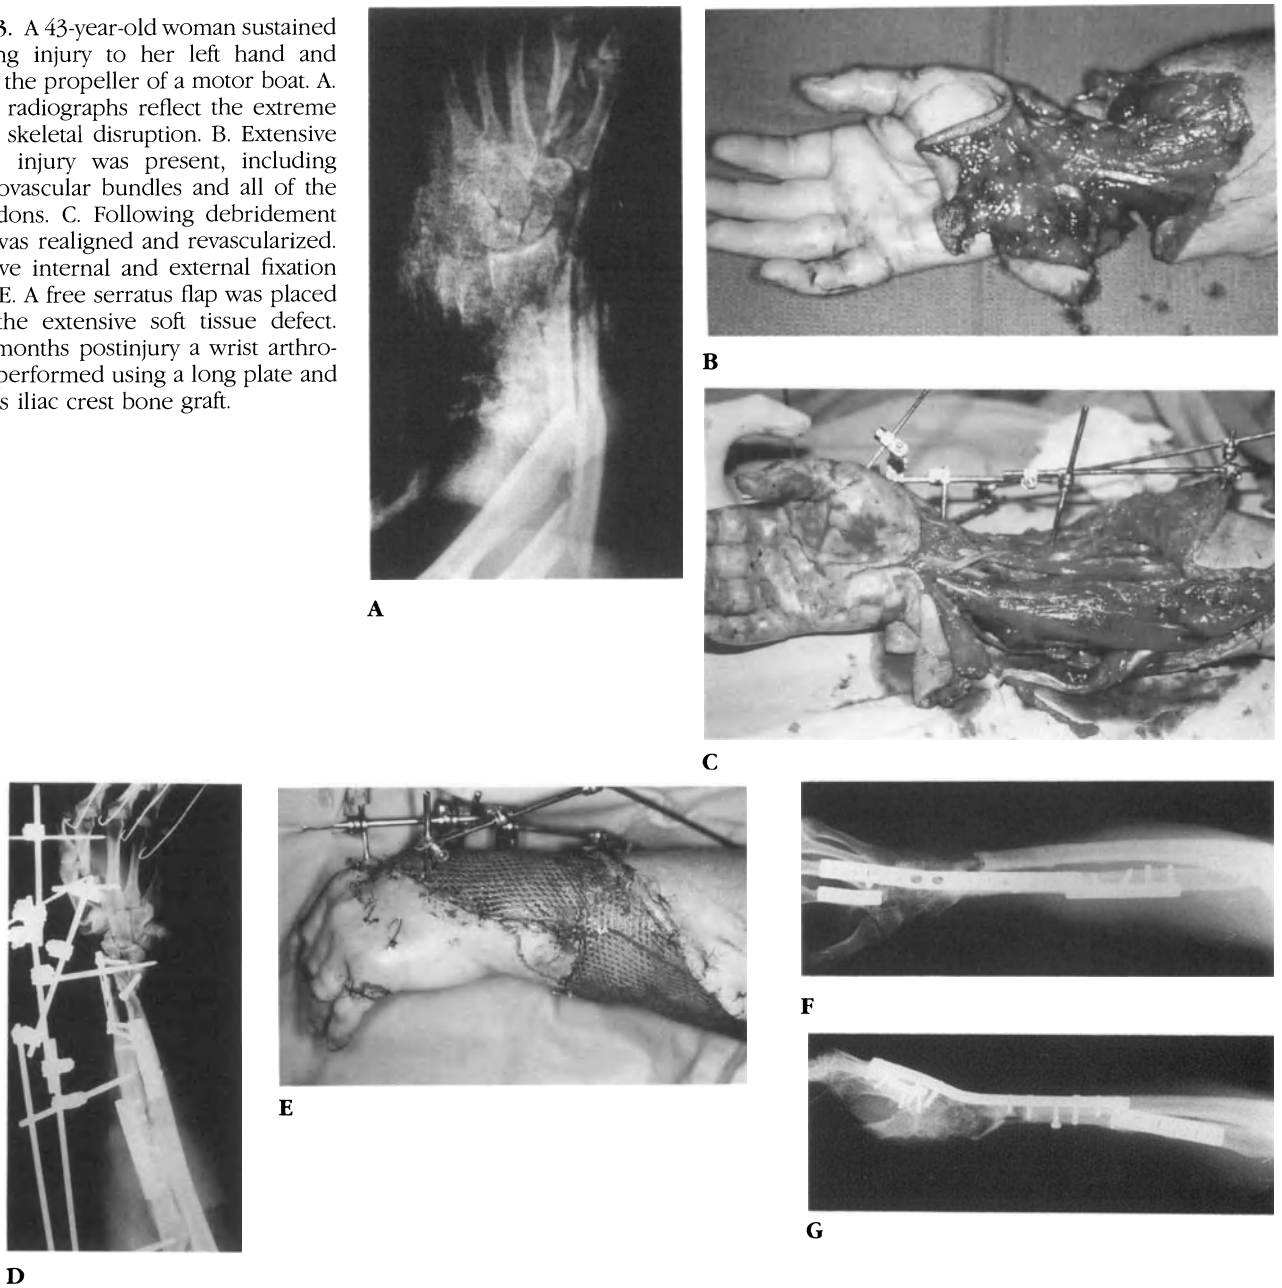 3. A 43-year-old woman sustained
ng injury to her left hand and
the propeller of a motor boat. A.
radiographs reflect the extreme
skeletal disruption. B. Extensive
injury was present, including
ovascular bundles and all of the
dons. C. Following debridement
was realigned and revascularized.
ve internal and external fixation
E. A free serratus flap was placed
the extensive soft tissue defect.
months postinjury a wrist arthro-
performed using a long plate and
s iliac crest bone graft.
A
B
C
D
E
F
G